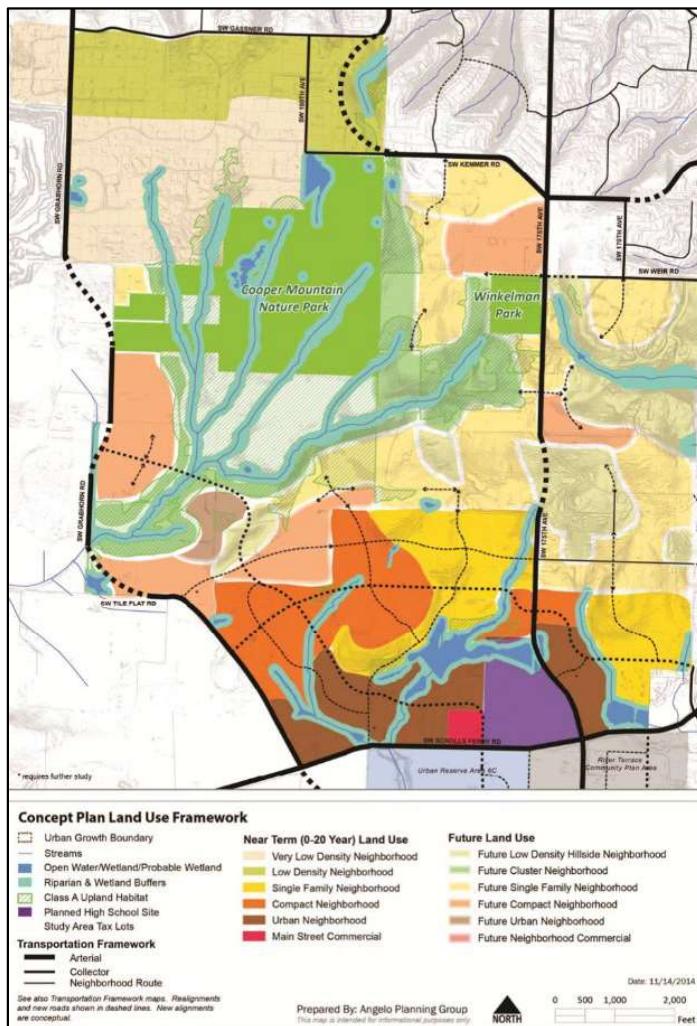 SW GASSNER RD
SW 190TH AVE
SW GRABHORN RD
SW KEMMER RD
SW 175TH AVE
SW 170TH AVE
SW WEIR RD
Cooper Mountain
Nature Park
Winkelman
Park
SW GRABHORN RD
SW 175TH AVE
SW TILE FLAT RD
SW SCHOLLS FERRY RD
* requires further study
Urban Reserve Area 6C
River Terrace
Community Plan Area
Concept Plan Land Use Framework
Urban Growth Boundary
Streams
Open Water/Wetland/Probable Wetland
Riparian & Wetland Buffers
Class A Upland Habitat
Planned High School Site
Study Area Tax Lots
Transportation Framework
Arterial
Collector
Neighborhood Route
See also Transportation Framework maps. Realignments
and new roads shown in dashed lines. New alignments
are conceptual.
Near Term (0-20 Year) Land Use
Very Low Density Neighborhood
Low Density Neighborhood
Single Family Neighborhood
Compact Neighborhood
Urban Neighborhood
Main Street Commercial
Future Land Use
Future Low Density Hillside Neighborhood
Future Cluster Neighborhood
Future Single Family Neighborhood
Future Compact Neighborhood
Future Urban Neighborhood
Future Neighborhood Commercial
Date: 11/14/2014
Prepared By: Angelo Planning Group
This map is intended for informational purposes only.
NORTH
0 500 1,000 2,000
Feet